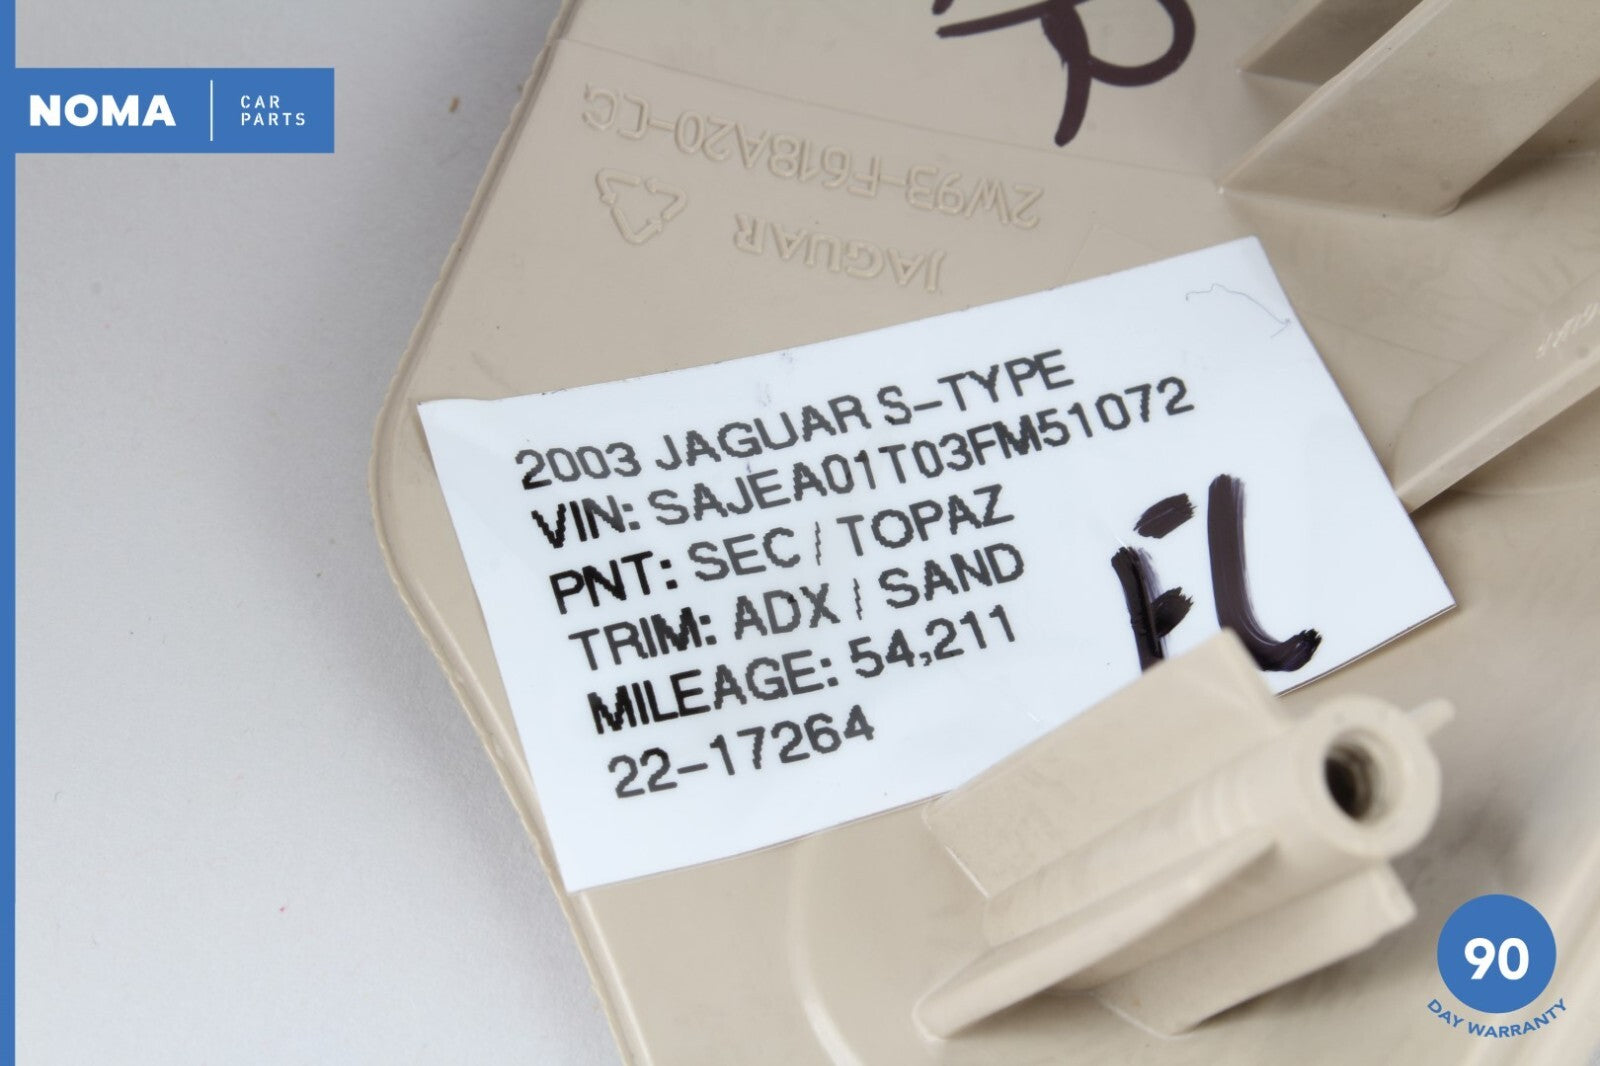 NOMA
CAR
PARTS
R
2W93-F618A20-LG
JAGUAR
2003 JAGUAR S-TYPE
VIN: SAJEA01T03FM51072
PNT: SEC / TOPAZ
TRIM: ADX / SAND
MILEAGE: 54,211
22-17264
FL
90
DAY WARRANTY